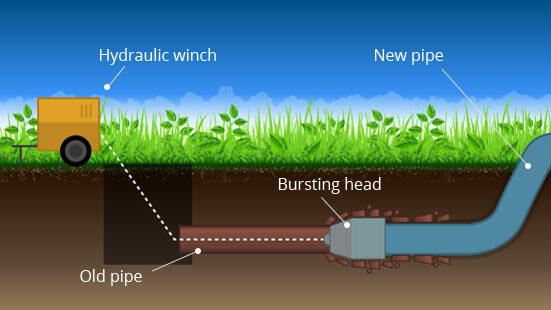 Hydraulic winch
New pipe
Bursting head
Old pipe